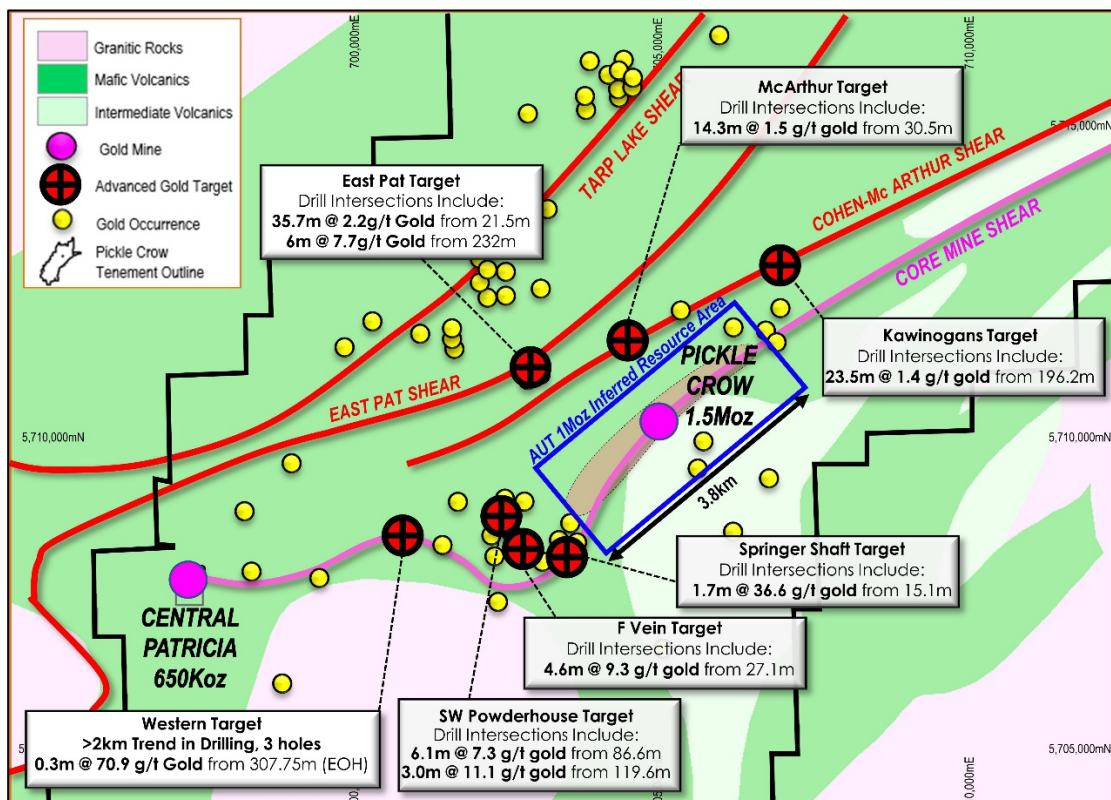 Granitic Rocks
Mafic Volcanics
Intermediate Volcanics
Gold Mine
Advanced Gold Target
Gold Occurrence
Pickle Crow
Tenement Outline
700,000mE
705,000mE
710,000mE
5,715,000mN
McArthur Target
Drill Intersections Include:
14.3m @ 1.5 g/t gold from 30.5m
TARP LAKE SHEAR
East Pat Target
Drill Intersections Include:
35.7m @ 2.2g/t Gold from 21.5m
6m @ 7.7g/t Gold from 232m
COHEN-Mc ARTHUR SHEAR
CORE MINE SHEAR
Kawinogans Target
Drill Intersections Include:
23.5m @ 1.4 g/t gold from 196.2m
EAST PAT SHEAR
AUT 1Moz Inferred Resource Area
PICKLE
CROW
1.5Moz
5,710,000mN
5,710,000mN
3.8km
Springer Shaft Target
Drill Intersections Include:
1.7m @ 36.6 g/t gold from 15.1m
CENTRAL
PATRICIA
650Koz
F Vein Target
Drill Intersections Include:
4.6m @ 9.3 g/t gold from 27.1m
Western Target
>2km Trend in Drilling, 3 holes
0.3m @ 70.9 g/t Gold from 307.75m (EOH)
SW Powderhouse Target
Drill Intersections Include:
6.1m @ 7.3 g/t gold from 86.6m
3.0m @ 11.1 g/t gold from 119.6m
5,705,000mN